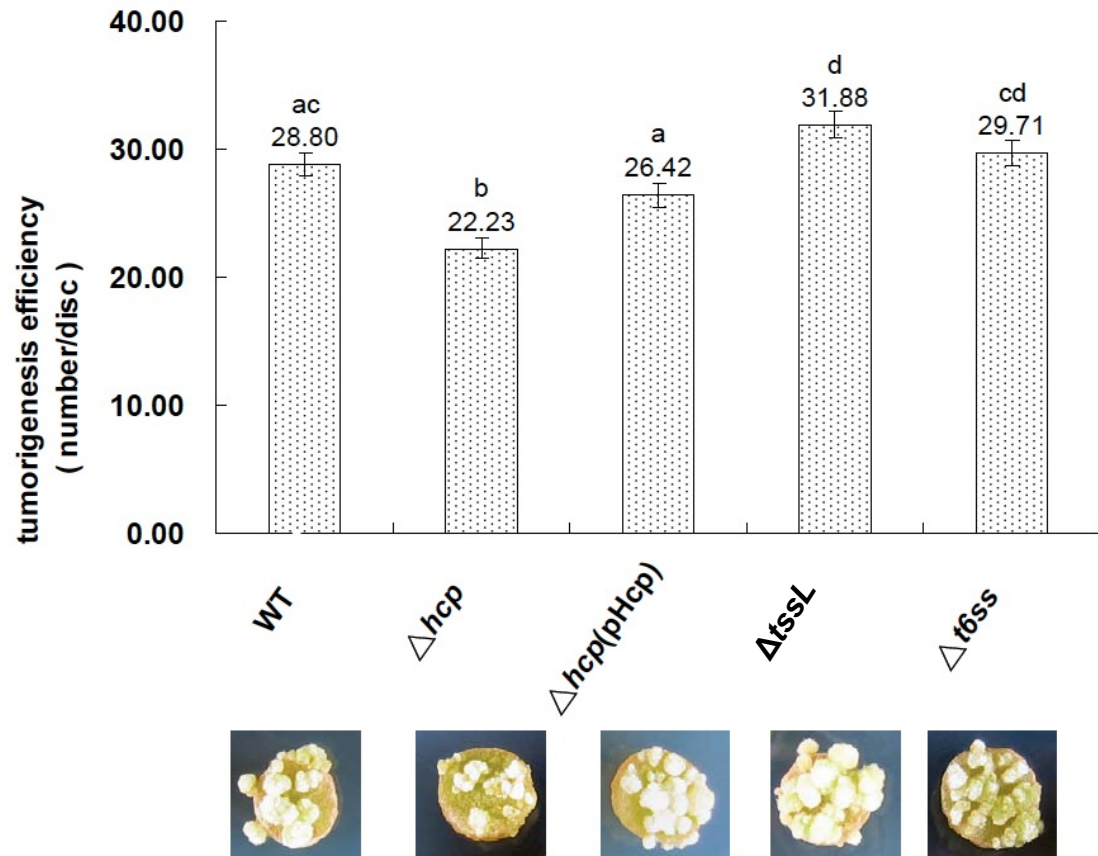 40.00
30.00
20.00
10.00
0.00
tumorigenesis efficiency
( number/disc )
ac
28.80
b
22.23
a
26.42
d
31.88
cd
29.71
WT
△hcp
△hcp(pHcp)
ΔtssL
△t6ss